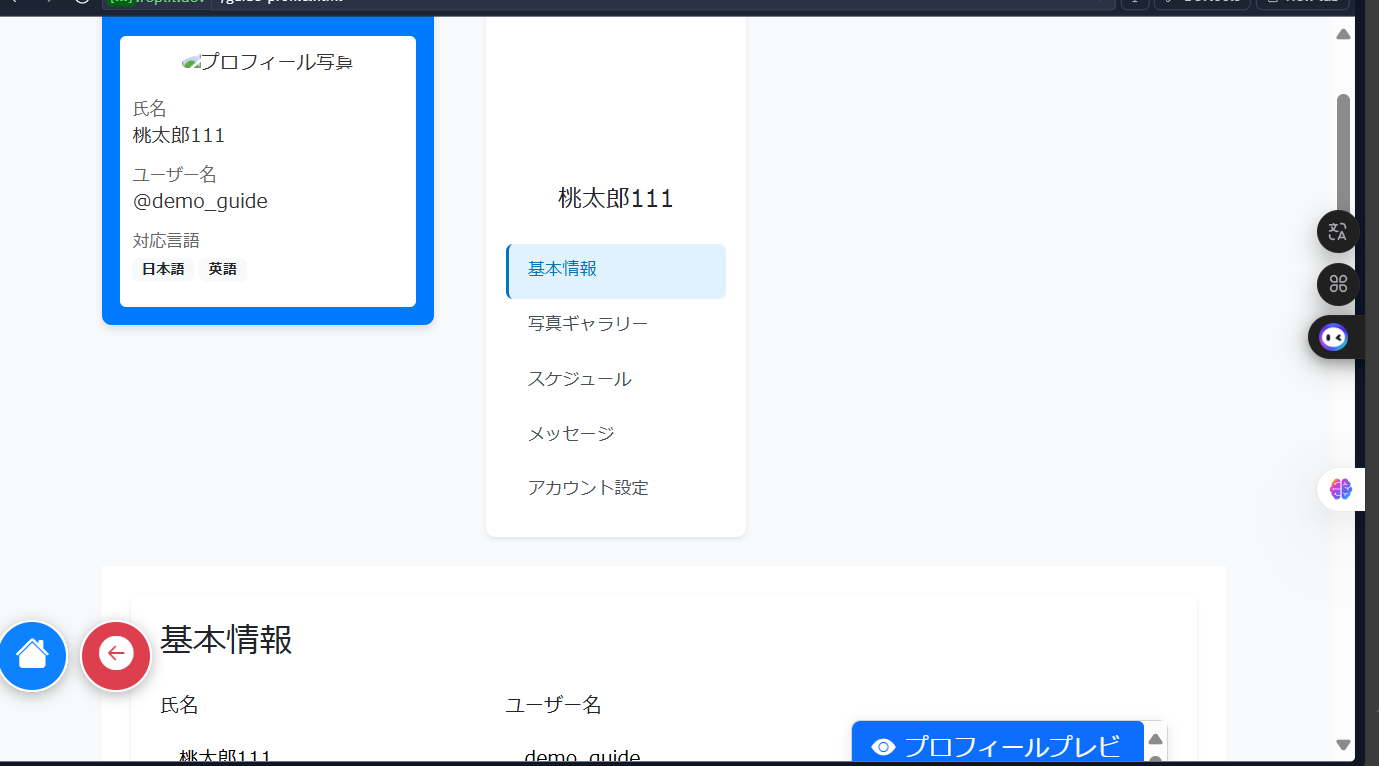 プロフィール写真
氏名
桃太郎111
ユーザー名
@demo_guide
対応言語
日本語 英語
桃太郎111
基本情報
写真ギャラリー
スケジュール
メッセージ
アカウント設定
基本情報
氏名 ユーザー名
桃太郎111 demo_guide
プロフィールプレビ